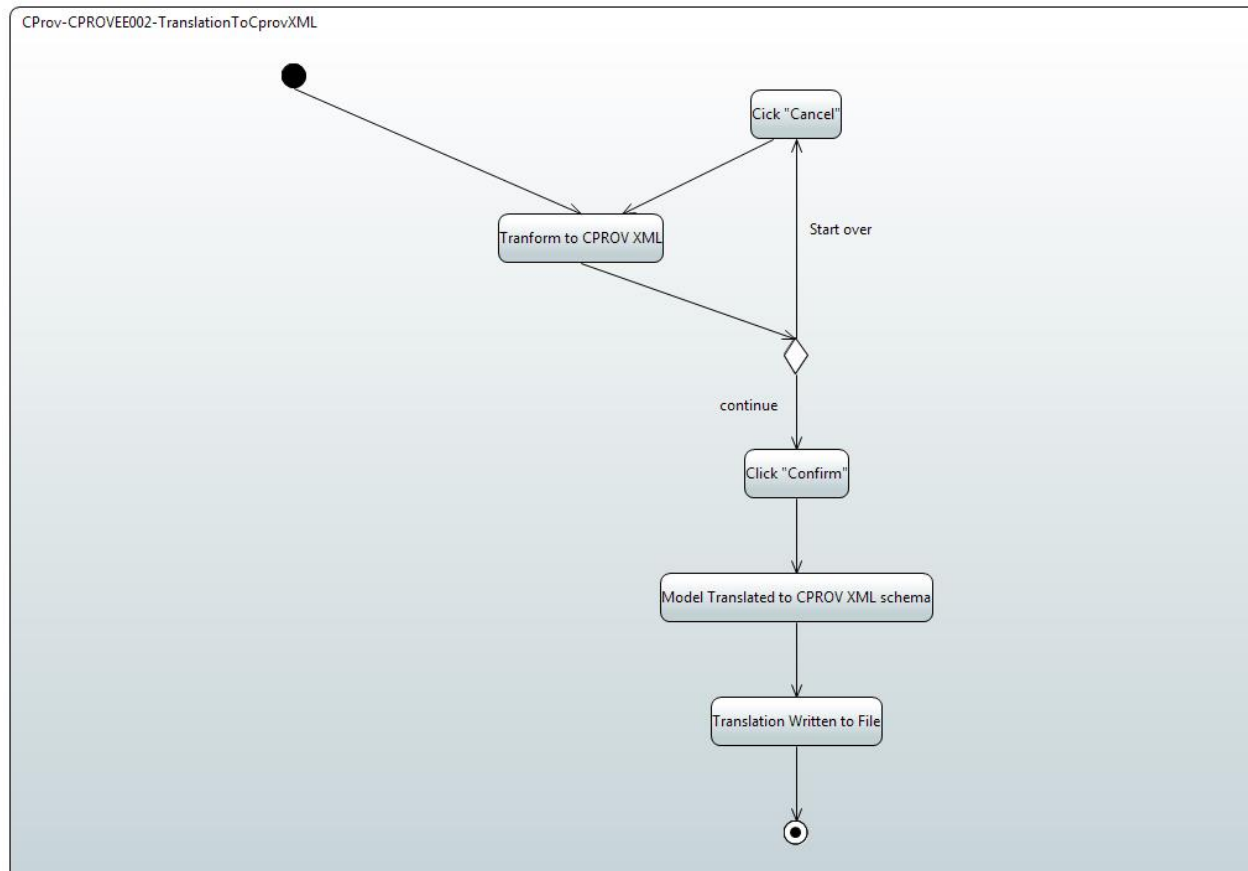 CProv-CPROVEE002-TranslationToCprovXML
Cick "Cancel"
Tranform to CPROV XML
Start over
continue
Click "Confirm"
Model Translated to CPROV XML schema
Translation Written to File